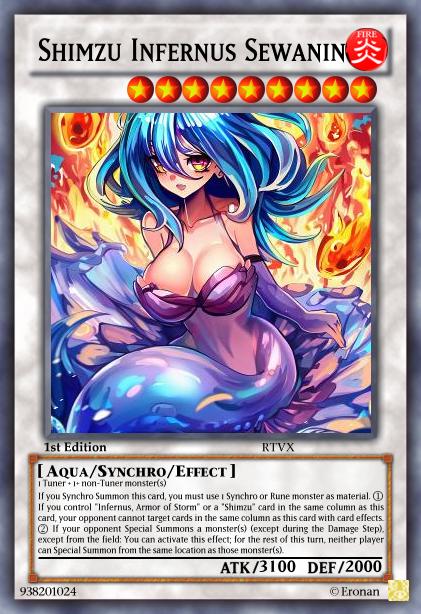 SHIMZU INFERNUS SEWANIN
FIRE
炎
1st Edition RTVX
[ AQUA/SYNCHRO/EFFECT ]
1 Tuner + 1+ non-Tuner monster(s)
If you Synchro Summon this card, you must use 1 Synchro or Rune monster as material. ①
If you control "Infernus, Armor of Storm" or a "Shimzu" card in the same column as this
card, your opponent cannot target cards in the same column as this card with card effects.
② If your opponent Special Summons a monster(s) (except during the Damage Step),
except from the field: You can activate this effect; for the rest of this turn, neither player
can Special Summon from the same location as those monster(s).
ATK/3100 DEF/2000
938201024 © Eronan